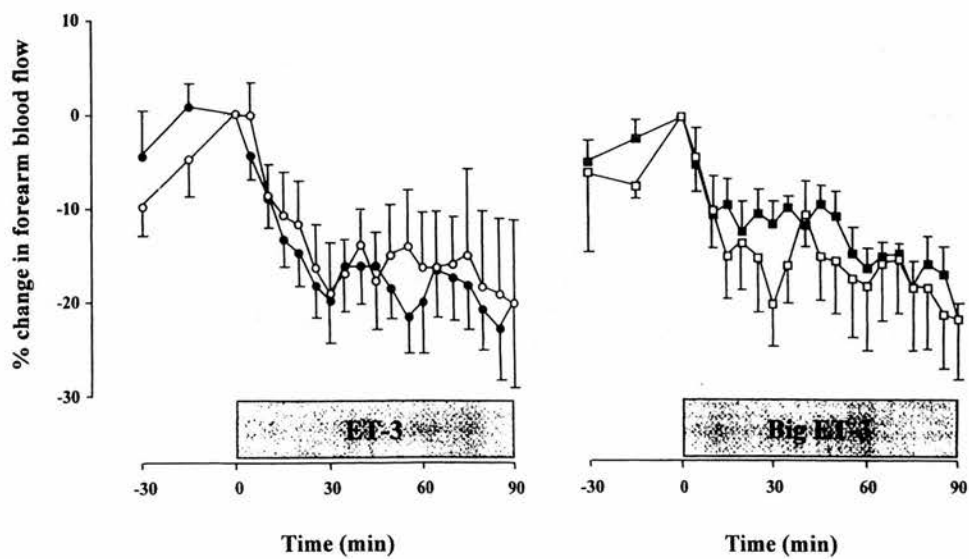 % change in forearm blood flow
10
0
-10
-20
-30
ET-3
Big ET-3
-30 0 30 60 90
-30 0 30 60 90
Time (min)
Time (min)